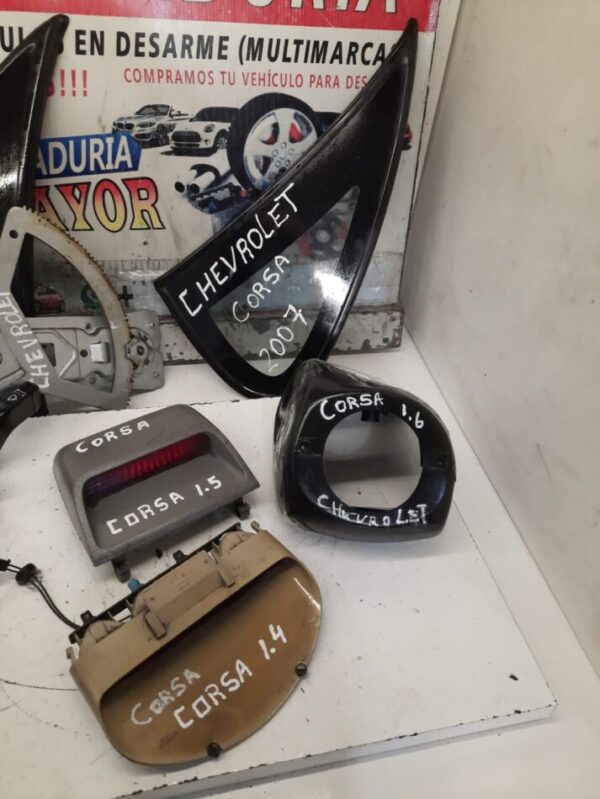 DURIA
EN DESARME (MULTIMARCA
!!!
COMPRAMOS TU VEHÍCULO PARA DES
ADURIA
AYOR
CHEVROLET
CORSA
2007
CHEVROLET
CORSA 1.6
CHEVROLET
CORSA
CORSA 1.5
CORSA
CORSA 1.4